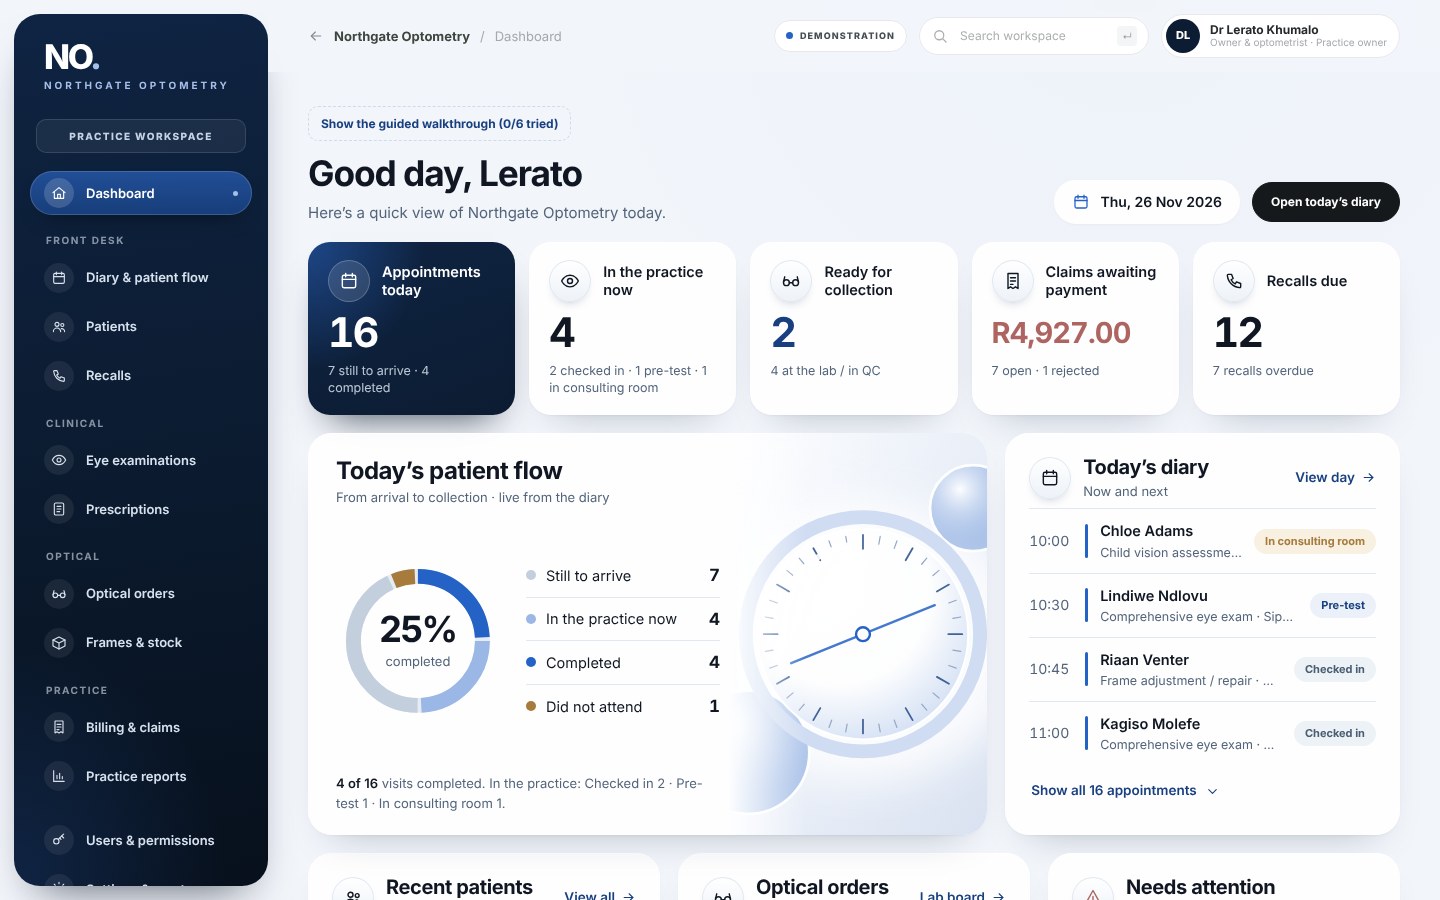 NO.
NORTHGATE OPTOMETRY
PRACTICE WORKSPACE
Dashboard
FRONT DESK
Diary & patient flow
Patients
Recalls
CLINICAL
Eye examinations
Prescriptions
OPTICAL
Optical orders
Frames & stock
PRACTICE
Billing & claims
Practice reports
Users & permissions
Northgate Optometry / Dashboard
DEMONSTRATION
Search workspace
DL
Dr Lerato Khumalo
Owner & optometrist · Practice owner
Show the guided walkthrough (0/6 tried)
Good day, Lerato
Here’s a quick view of Northgate Optometry today.
Thu, 26 Nov 2026
Open today’s diary
Appointments
today
16
7 still to arrive · 4
completed
In the practice
now
4
2 checked in · 1 pre-test · 1
in consulting room
Ready for
collection
2
4 at the lab / in QC
Claims awaiting
payment
R4,927.00
7 open · 1 rejected
Recalls due
12
7 recalls overdue
Today’s patient flow
From arrival to collection · live from the diary
25%
completed
Still to arrive 7
In the practice now 4
Completed 4
Did not attend 1
4 of 16 visits completed. In the practice: Checked in 2 · Pre-
test 1 · In consulting room 1.
Today’s diary
Now and next
View day →
10:00
Chloe Adams
Child vision assessme...
In consulting room
10:30
Lindiwe Ndlovu
Comprehensive eye exam · Sip...
Pre-test
10:45
Riaan Venter
Frame adjustment / repair · ...
Checked in
11:00
Kagiso Molefe
Comprehensive eye exam · ...
Checked in
Show all 16 appointments
Recent patients
View all →
Optical orders
Lab board →
Needs attention